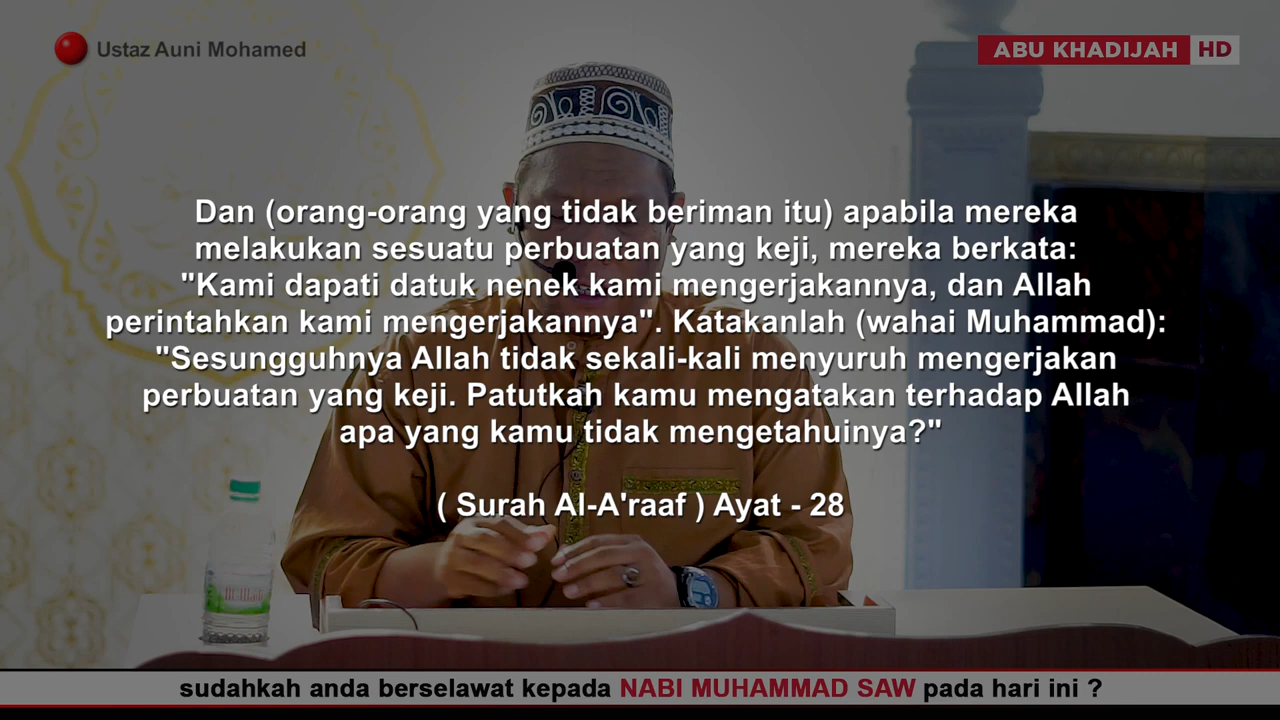 Ustaz Auni Mohamed
ABU KHADIJAH HD
Dan (orang-orang yang tidak beriman itu) apabila mereka
melakukan sesuatu perbuatan yang keji, mereka berkata:
"Kami dapati datuk nenek kami mengerjakannya, dan Allah
perintahkan kami mengerjakannya". Katakanlah (wahai Muhammad):
"Sesungguhnya Allah tidak sekali-kali menyuruh mengerjakan
perbuatan yang keji. Patutkah kamu mengatakan terhadap Allah
apa yang kamu tidak mengetahuinya?"
( Surah Al-A'raaf ) Ayat - 28
sudahkah anda berselawat kepada NABI MUHAMMAD SAW pada hari ini ?